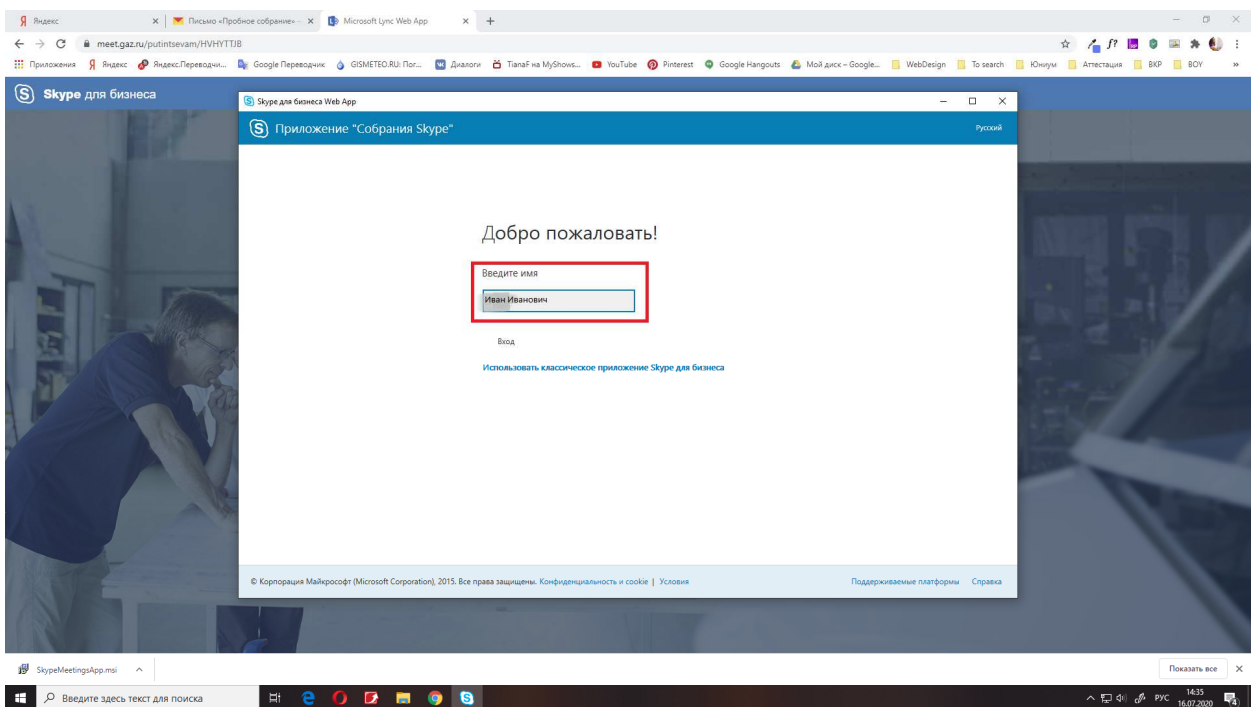 Яндекс
Письмо «Пробное собрание» –
Microsoft Lync Web App
meet.gaz.ru/putintsevam/HVHYTTJB
f?
Приложения
Яндекс
Яндекс.Переводчи...
Google Переводчик
GISMETEO.RU: Пог...
Диалоги
TianaF на MyShows...
YouTube
Pinterest
Google Hangouts
Мой диск – Google...
WebDesign
To search
Юниум
Аттестация
ВКР
ВОУ
»
Skype для бизнеса
Skype для бизнеса Web App
Приложение "Собрания Skype"
Русский
Добро пожаловать!
Введите имя
Иван Иванович
Вход
Использовать классическое приложение Skype для бизнеса
© Корпорация Майкрософт (Microsoft Corporation), 2015. Все права защищены. Конфиденциальность и cookie | Условия
Поддерживаемые платформы
Справка
SkypeMeetingsApp.msi
Показать все
Введите здесь текст для поиска
РУС
14:35
16.07.2020
4